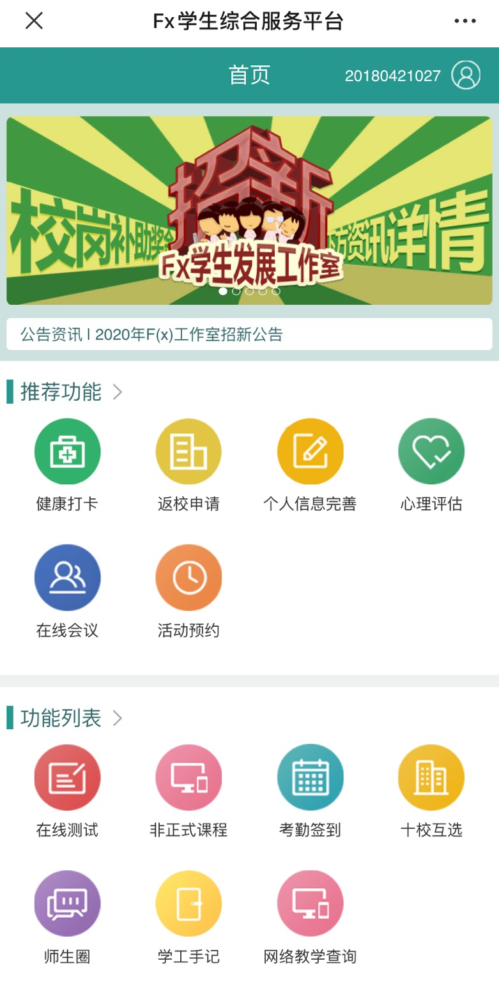 Fx学生综合服务平台
首页
20180421027
招新
校岗补助奖金
方资讯详情
Fx学生发展工作室
公告资讯 I 2020年F(x)工作室招新公告
推荐功能
健康打卡 返校申请 个人信息完善 心理评估
在线会议 活动预约
功能列表
在线测试 非正式课程 考勤签到 十校互选
师生圈 学工手记 网络教学查询